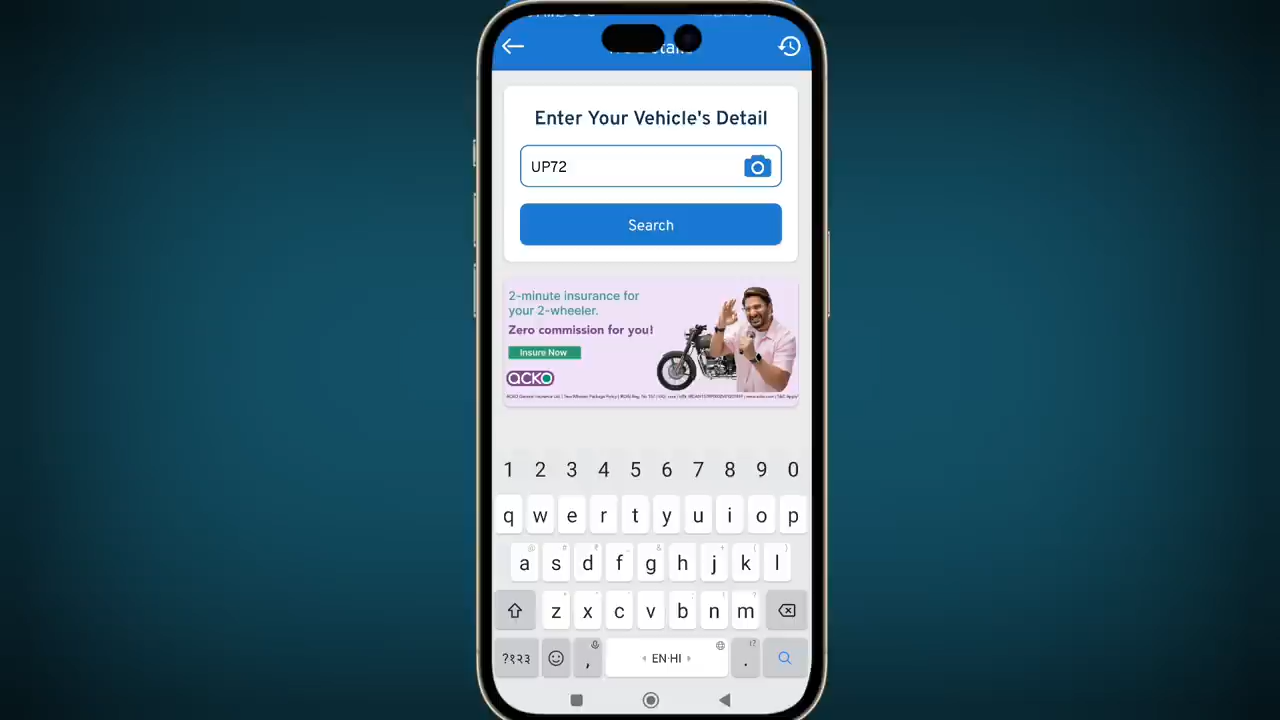 Enter Your Vehicle's Detail
UP72
Search
2-minute insurance for
your 2-wheeler.
Zero commission for you!
Insure Now
ACKO
1 2 3 4 5 6 7 8 9 0
q w e r t y u i o p
a s d f g h j k l
z x c v b n m
?१२३ , EN·HI .